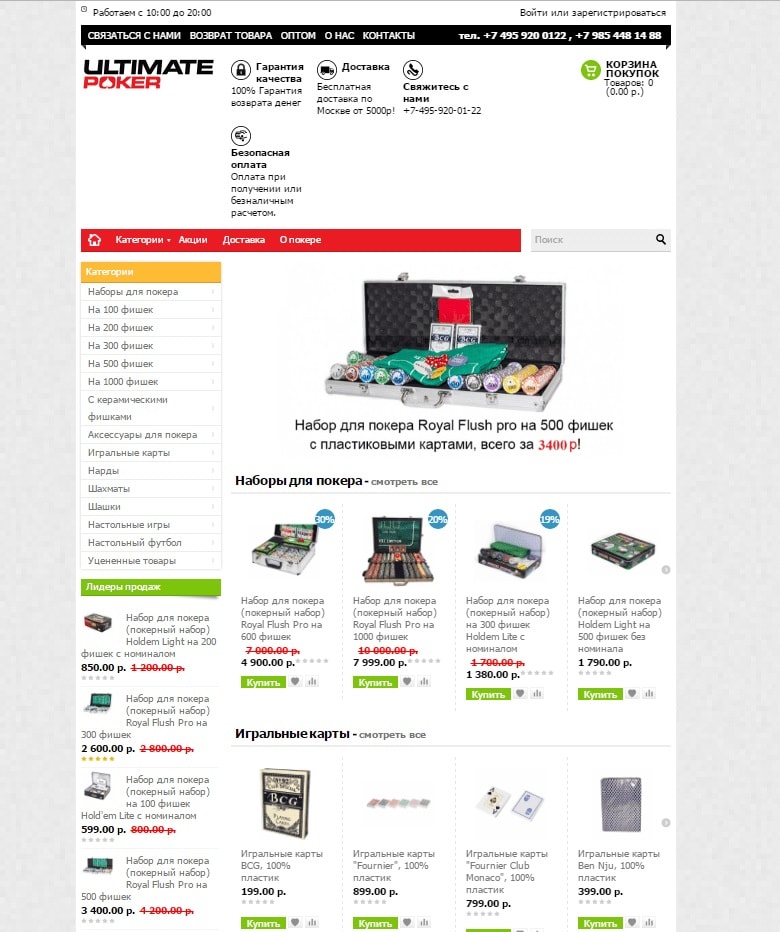 Работаем с 10:00 до 20:00
Войти или зарегистрироваться
СВЯЗАТЬСЯ С НАМИ ВОЗВРАТ ТОВАРА ОПТОМ О НАС КОНТАКТЫ
тел. +7 495 920 0122 , +7 985 448 14 88
ULTIMATE
POKER
Гарантия
качества
100% Гарантия
возврата денег
Доставка
Бесплатная
доставка по
Москве от 5000р!
Свяжитесь с
нами
+7-495-920-01-22
Безопасная
оплата
Оплата при
получении или
безналичным
расчетом.
КОРЗИНА
ПОКУПОК
Товаров: 0
(0.00 р.)
Категории Акции Доставка О покере
Поиск
Категории
Наборы для покера
На 100 фишек
На 200 фишек
На 300 фишек
На 500 фишек
На 1000 фишек
С керамическими
фишками
Аксессуары для покера
Игральные карты
Нарды
Шахматы
Шашки
Настольные игры
Настольный футбол
Уцененные товары
Лидеры продаж
Набор для покера
(покерный набор)
Holdem Light на 200
фишек с номиналом
850.00 р. 1 200.00 р.
Набор для покера
(покерный набор)
Royal Flush Pro на
300 фишек
2 600.00 р. 2 800.00 р.
Набор для покера
(покерный набор)
на 100 фишек
Hold'em Lite с номиналом
599.00 р. 800.00 р.
Набор для покера
(покерный набор)
Royal Flush Pro на
500 фишек
3 400.00 р. 4 200.00 р.
BCG BCG
Набор для покера Royal Flush pro на 500 фишек
с пластиковыми картами, всего за 3400р!
Наборы для покера - смотреть все
30%
Набор для покера
(покерный набор)
Royal Flush Pro на
600 фишек
7 000.00 р.
4 900.00 р.
Купить
20%
Набор для покера
(покерный набор)
Royal Flush Pro на
1000 фишек
10 000.00 р.
7 999.00 р.
Купить
19%
Набор для покера
(покерный набор)
на 300 фишек
Holdem Lite с
номиналом
1 700.00 р.
1 380.00 р.
Купить
Набор для покера
(покерный набор)
Holdem Light на
500 фишек без
номинала
1 790.00 р.
Купить
Игральные карты - смотреть все
BCG
Игральные карты
BCG, 100%
пластик
199.00 р.
Купить
Игральные карты
"Fournier", 100%
пластик
899.00 р.
Купить
Игральные карты
"Fournier Club
Monaco", 100%
пластик
799.00 р.
Купить
Игральные карты
Ben Nju, 100%
пластик
399.00 р.
Купить